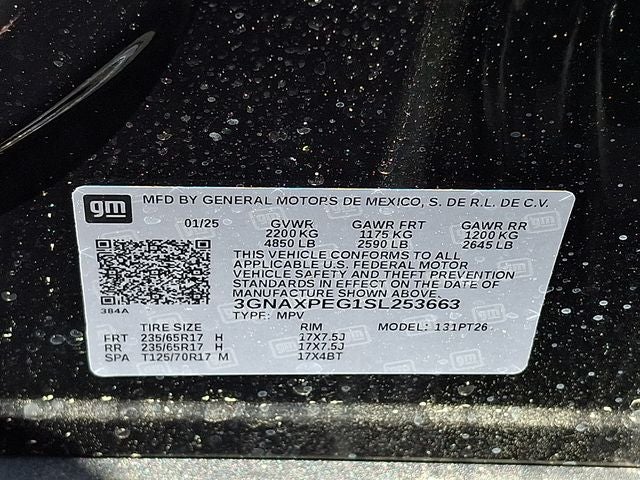 gm MFD BY GENERAL MOTORS DE MEXICO, S. DE R.L. DE C.V.
01/25 GVWR GAWR FRT GAWR RR
2200 KG 1175 KG 1200 KG
4850 LB 2590 LB 2645 LB
THIS VEHICLE CONFORMS TO ALL
APPLICABLE U.S. FEDERAL MOTOR
VEHICLE SAFETY AND THEFT PREVENTION
STANDARDS IN EFFECT ON THE DATE OF
MANUFACTURE SHOWN ABOVE.
3GNAXPEG1SL253663
384A
TYPE: MPV
TIRE SIZE RIM MODEL: 131PT26
FRT 235/65R17 H 17X7.5J
RR 235/65R17 H 17X7.5J
SPA T125/70R17 M 17X4BT